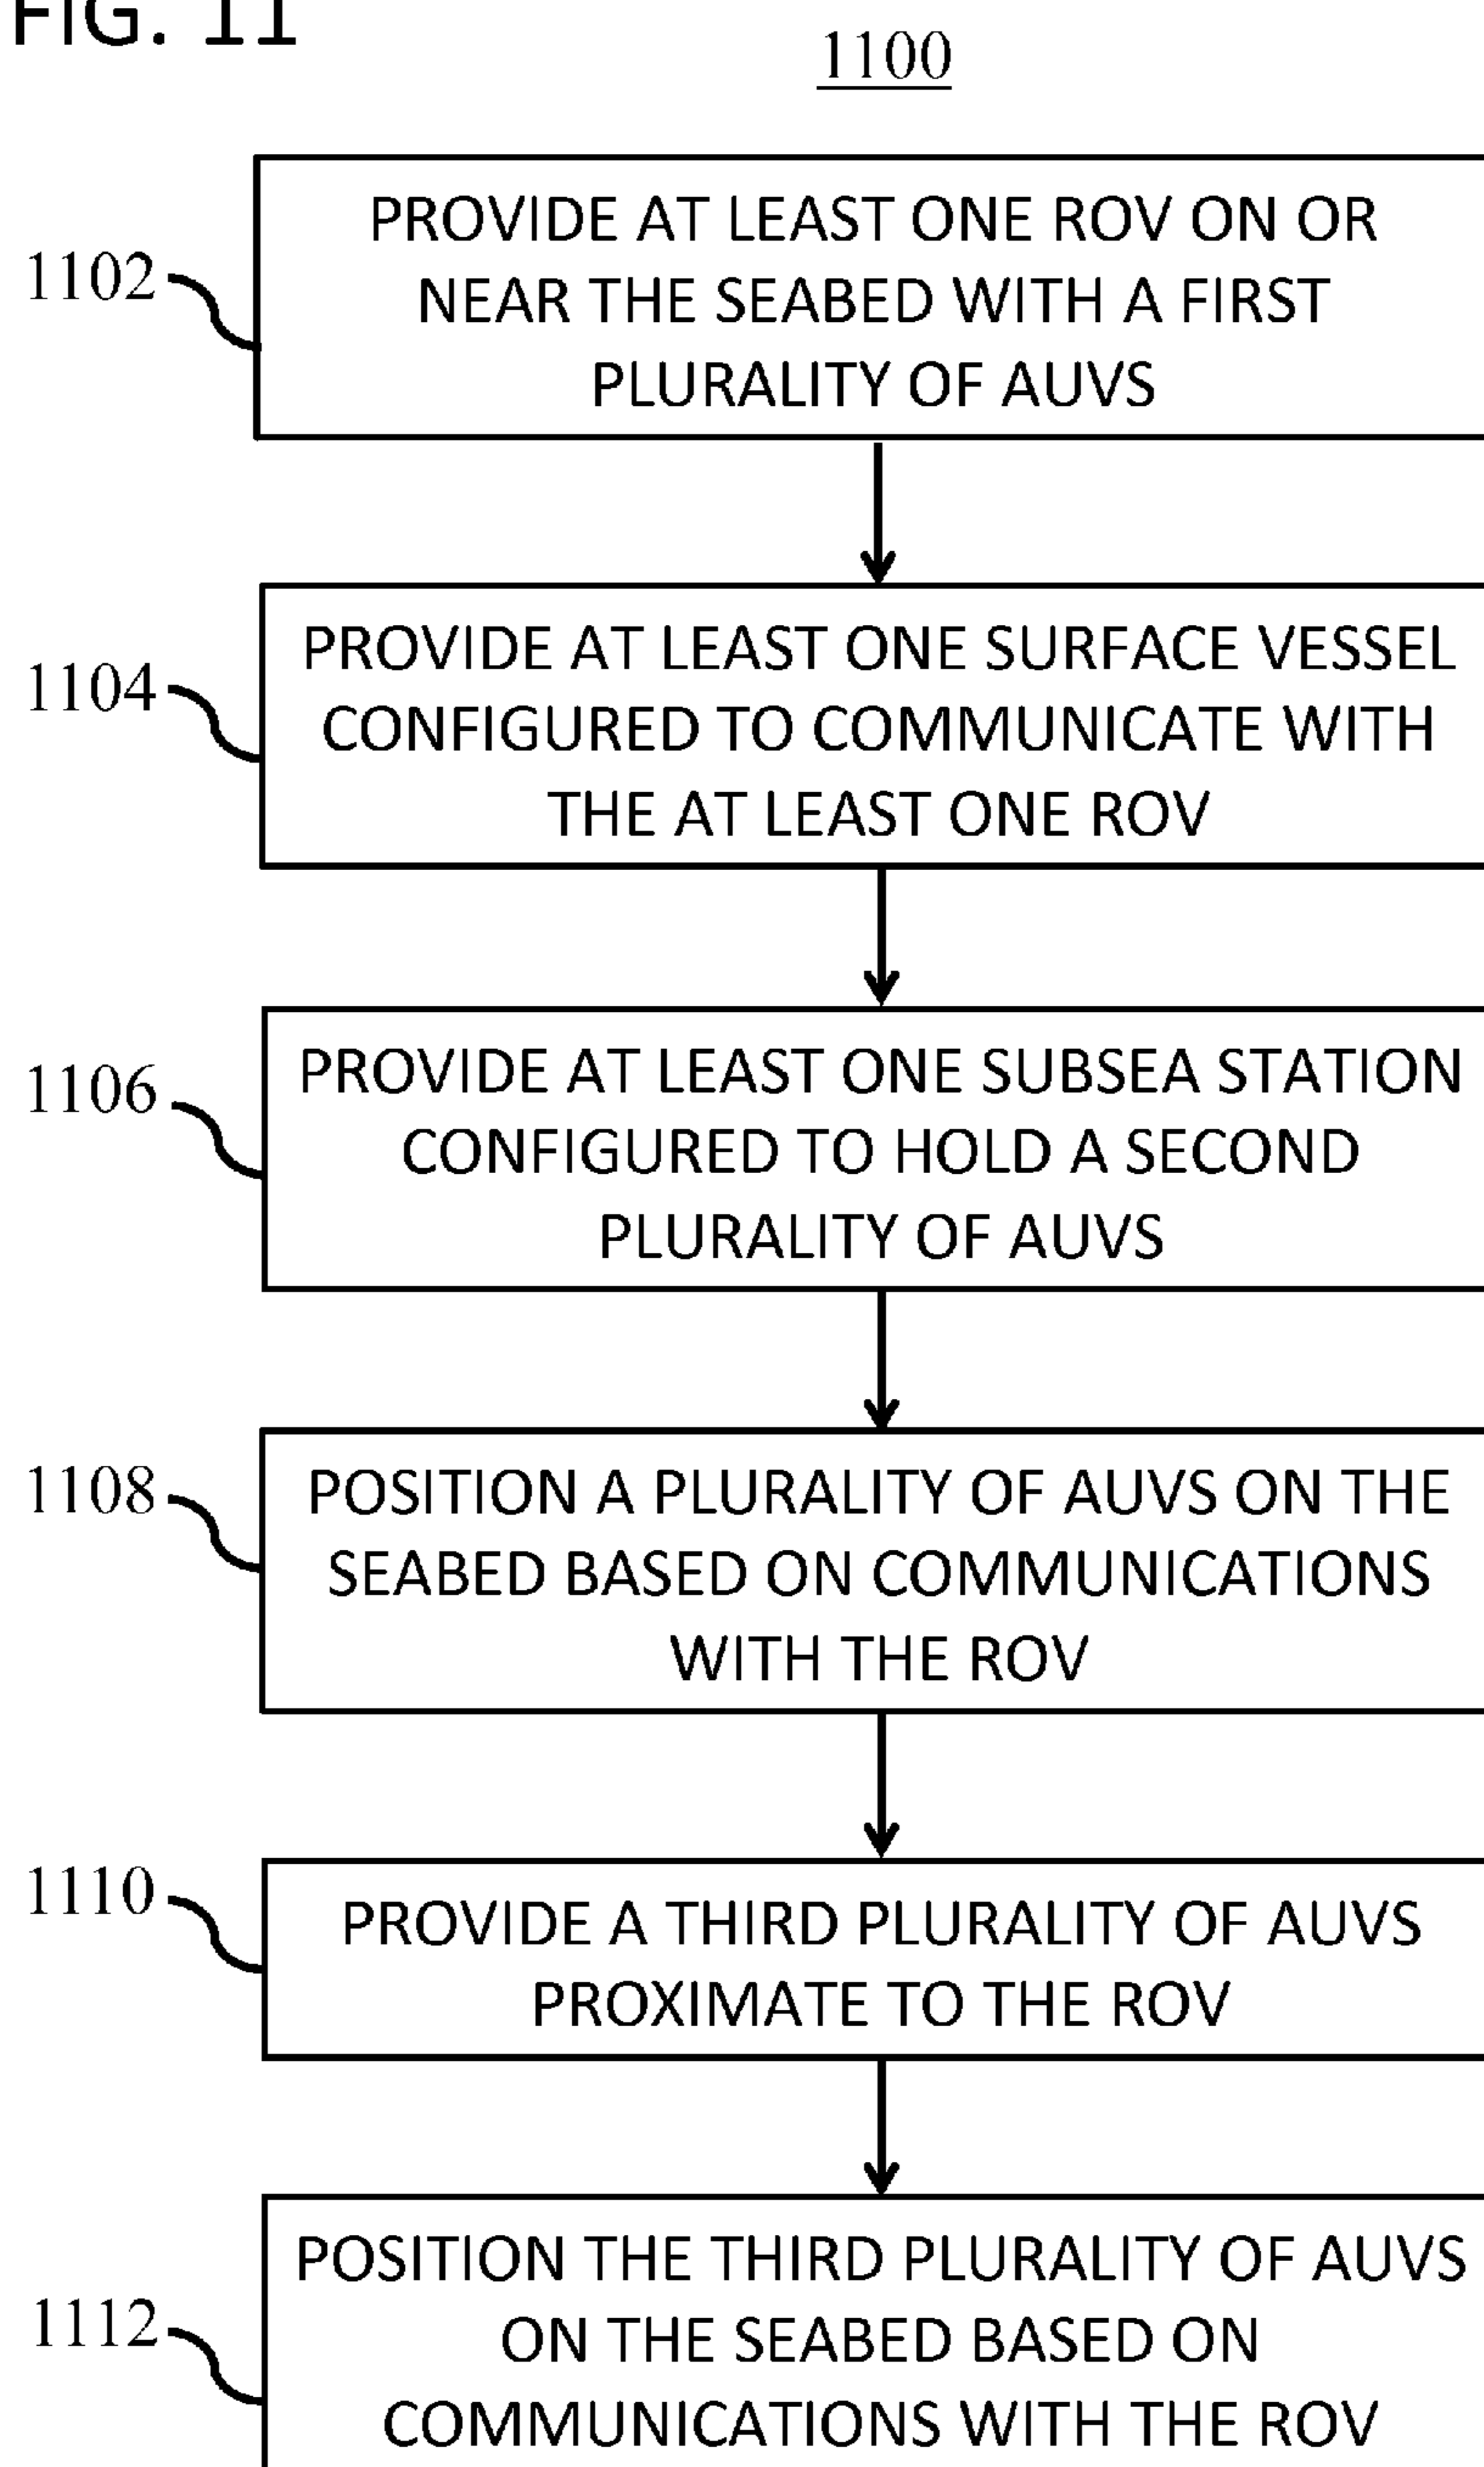 FIG. 11
1100
1102
PROVIDE AT LEAST ONE ROV ON OR
NEAR THE SEABED WITH A FIRST
PLURALITY OF AUVS
1104
PROVIDE AT LEAST ONE SURFACE VESSEL
CONFIGURED TO COMMUNICATE WITH
THE AT LEAST ONE ROV
1106
PROVIDE AT LEAST ONE SUBSEA STATION
CONFIGURED TO HOLD A SECOND
PLURALITY OF AUVS
1108
POSITION A PLURALITY OF AUVS ON THE
SEABED BASED ON COMMUNICATIONS
WITH THE ROV
1110
PROVIDE A THIRD PLURALITY OF AUVS
PROXIMATE TO THE ROV
1112
POSITION THE THIRD PLURALITY OF AUVS
ON THE SEABED BASED ON
COMMUNICATIONS WITH THE ROV